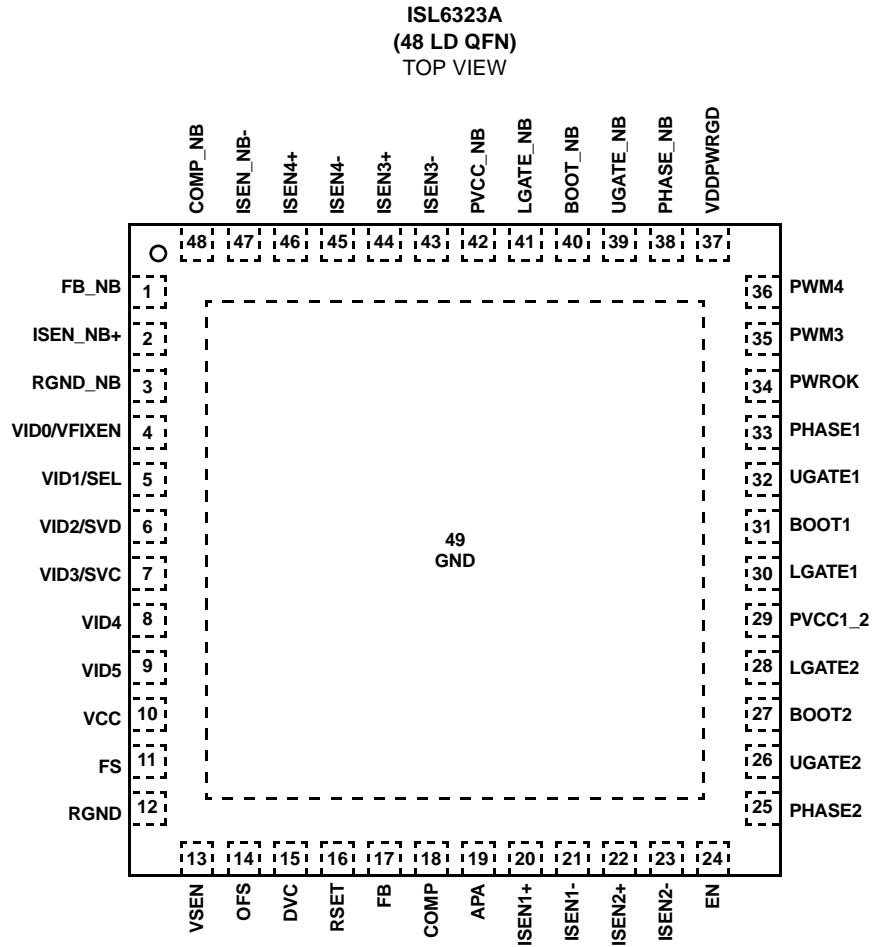 ISL6323A
(48 LD QFN)
TOP VIEW
COMP_NB
ISEN_NB-
ISEN4+
ISEN4-
ISEN3+
ISEN3-
PVCC_NB
LGATE_NB
BOOT_NB
UGATE_NB
PHASE_NB
VDDPWRGD
48 47 46 45 44 43 42 41 40 39 38 37
FB_NB 1
ISEN_NB+ 2
RGND_NB 3
VID0/VFIXEN 4
VID1/SEL 5
VID2/SVD 6
VID3/SVC 7
VID4 8
VID5 9
VCC 10
FS 11
RGND 12
49
GND
36 PWM4
35 PWM3
34 PWROK
33 PHASE1
32 UGATE1
31 BOOT1
30 LGATE1
29 PVCC1_2
28 LGATE2
27 BOOT2
26 UGATE2
25 PHASE2
13 14 15 16 17 18 19 20 21 22 23 24
VSEN
OFS
DVC
RSET
FB
COMP
APA
ISEN1+
ISEN1-
ISEN2+
ISEN2-
EN